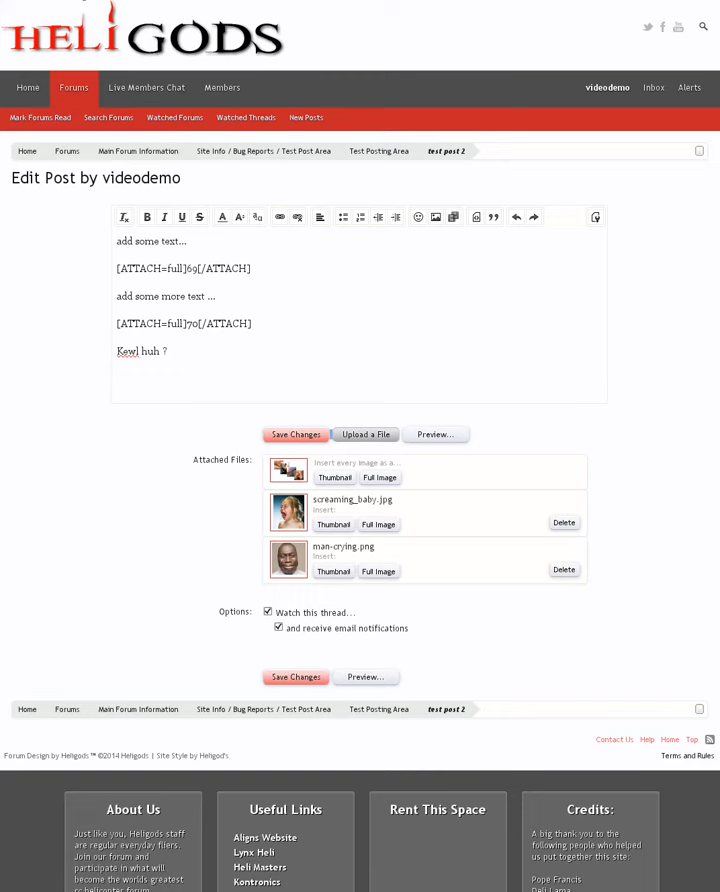 HELIGODS
Home Forums Live Members Chat Members videodemo Inbox Alerts
Mark Forums Read Search Forums Watched Forums Watched Threads New Posts
Home Forums Main Forum Information Site Info / Bug Reports / Test Post Area Test Posting Area test post 2
Edit Post by videodemo
add some text...
[ATTACH=full]69[/ATTACH]
add some more text ...
[ATTACH=full]70[/ATTACH]
Kewl huh ?
Save Changes Upload a File Preview...
Attached Files:
Insert every image as a...
Thumbnail Full Image
screaming_baby.jpg
Insert:
Thumbnail Full Image Delete
man-crying.png
Insert:
Thumbnail Full Image Delete
Options: Watch this thread...
and receive email notifications
Save Changes Preview...
Home Forums Main Forum Information Site Info / Bug Reports / Test Post Area Test Posting Area test post 2
Contact Us Help Home Top
Forum Design by Heligods ™ ©2014 Heligods | Site Style by Heligod's Terms and Rules
About Us
Just like you, Heligods staff
are regular everyday fliers.
Join our forum and
participate in what will
become the worlds greatest
rc helicopter forum
Useful Links
Aligns Website
Lynx Heli
Heli Masters
Kontronics
Rent This Space
Credits:
A big thank you to the
following people who helped
us put together this site:
Pope Francis
Deli Lama